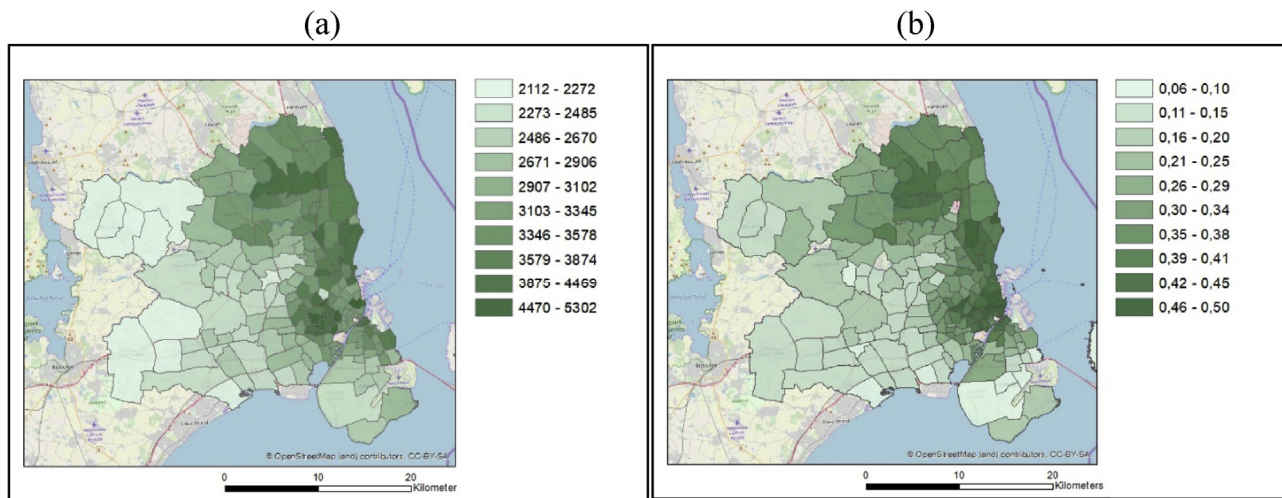 (a)
(b)
2112 - 2272
2273 - 2485
2486 - 2670
2671 - 2906
2907 - 3102
3103 - 3345
3346 - 3578
3579 - 3874
3875 - 4469
4470 - 5302
© OpenStreetMap (and) contributors, CC-BY-SA
0 10 20
Kilometer
0,06 - 0,10
0,11 - 0,15
0,16 - 0,20
0,21 - 0,25
0,26 - 0,29
0,30 - 0,34
0,35 - 0,38
0,39 - 0,41
0,42 - 0,45
0,46 - 0,50
© OpenStreetMap (and) contributors, CC-BY-SA
0 10 20
Kilometers